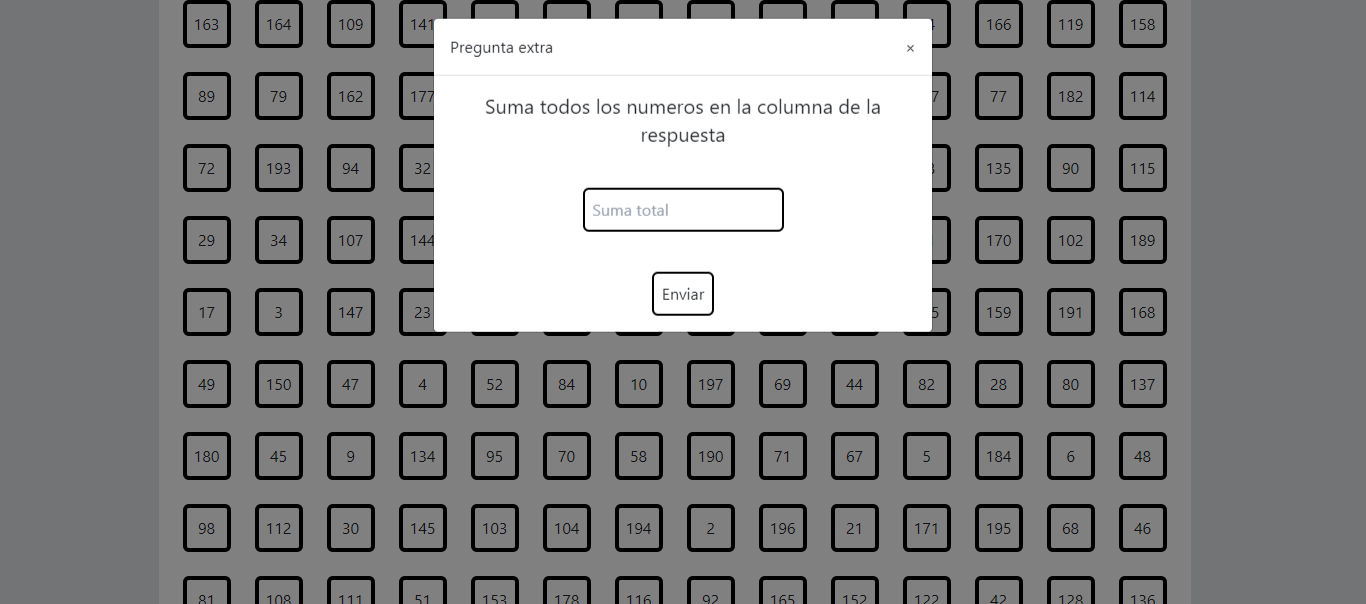 163 164 109 141 166 119 158
Pregunta extra ×
89 79 162 177 77 182 114
Suma todos los numeros en la columna de la
respuesta
72 193 94 32 135 90 115
Suma total
29 34 107 144 170 102 189
Enviar
17 3 147 23 159 191 168
49 150 47 4 52 84 10 197 69 44 82 28 80 137
180 45 9 134 95 70 58 190 71 67 5 184 6 48
98 112 30 145 103 104 194 2 196 21 171 195 68 46
81 108 111 51 153 178 116 92 165 152 122 42 128 136